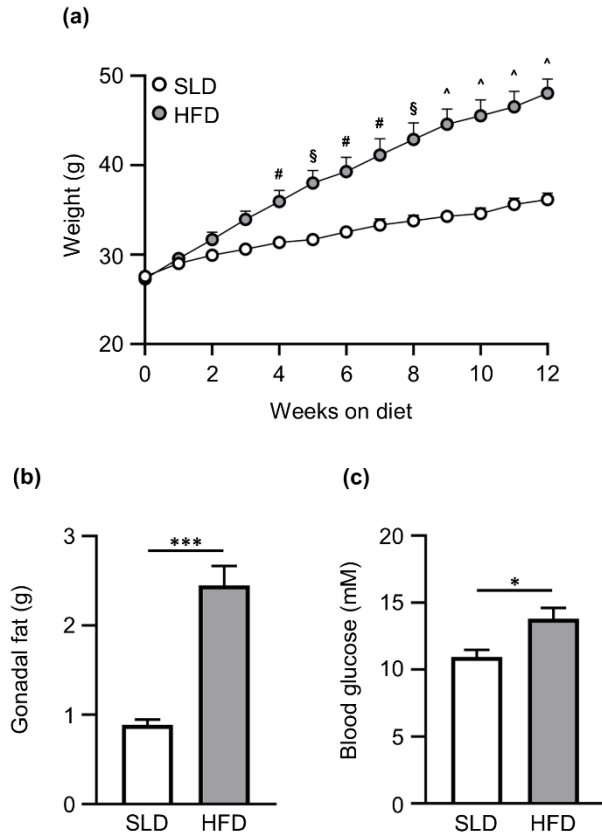 (a)
50
40
30
20
Weight (g)
SLD
HFD
# § # # § ^ ^ ^ ^
0 2 4 6 8 10 12
Weeks on diet
(b)
3
2
1
0
Gonadal fat (g)
***
SLD HFD
(c)
20
15
10
5
0
Blood glucose (mM)
*
SLD HFD